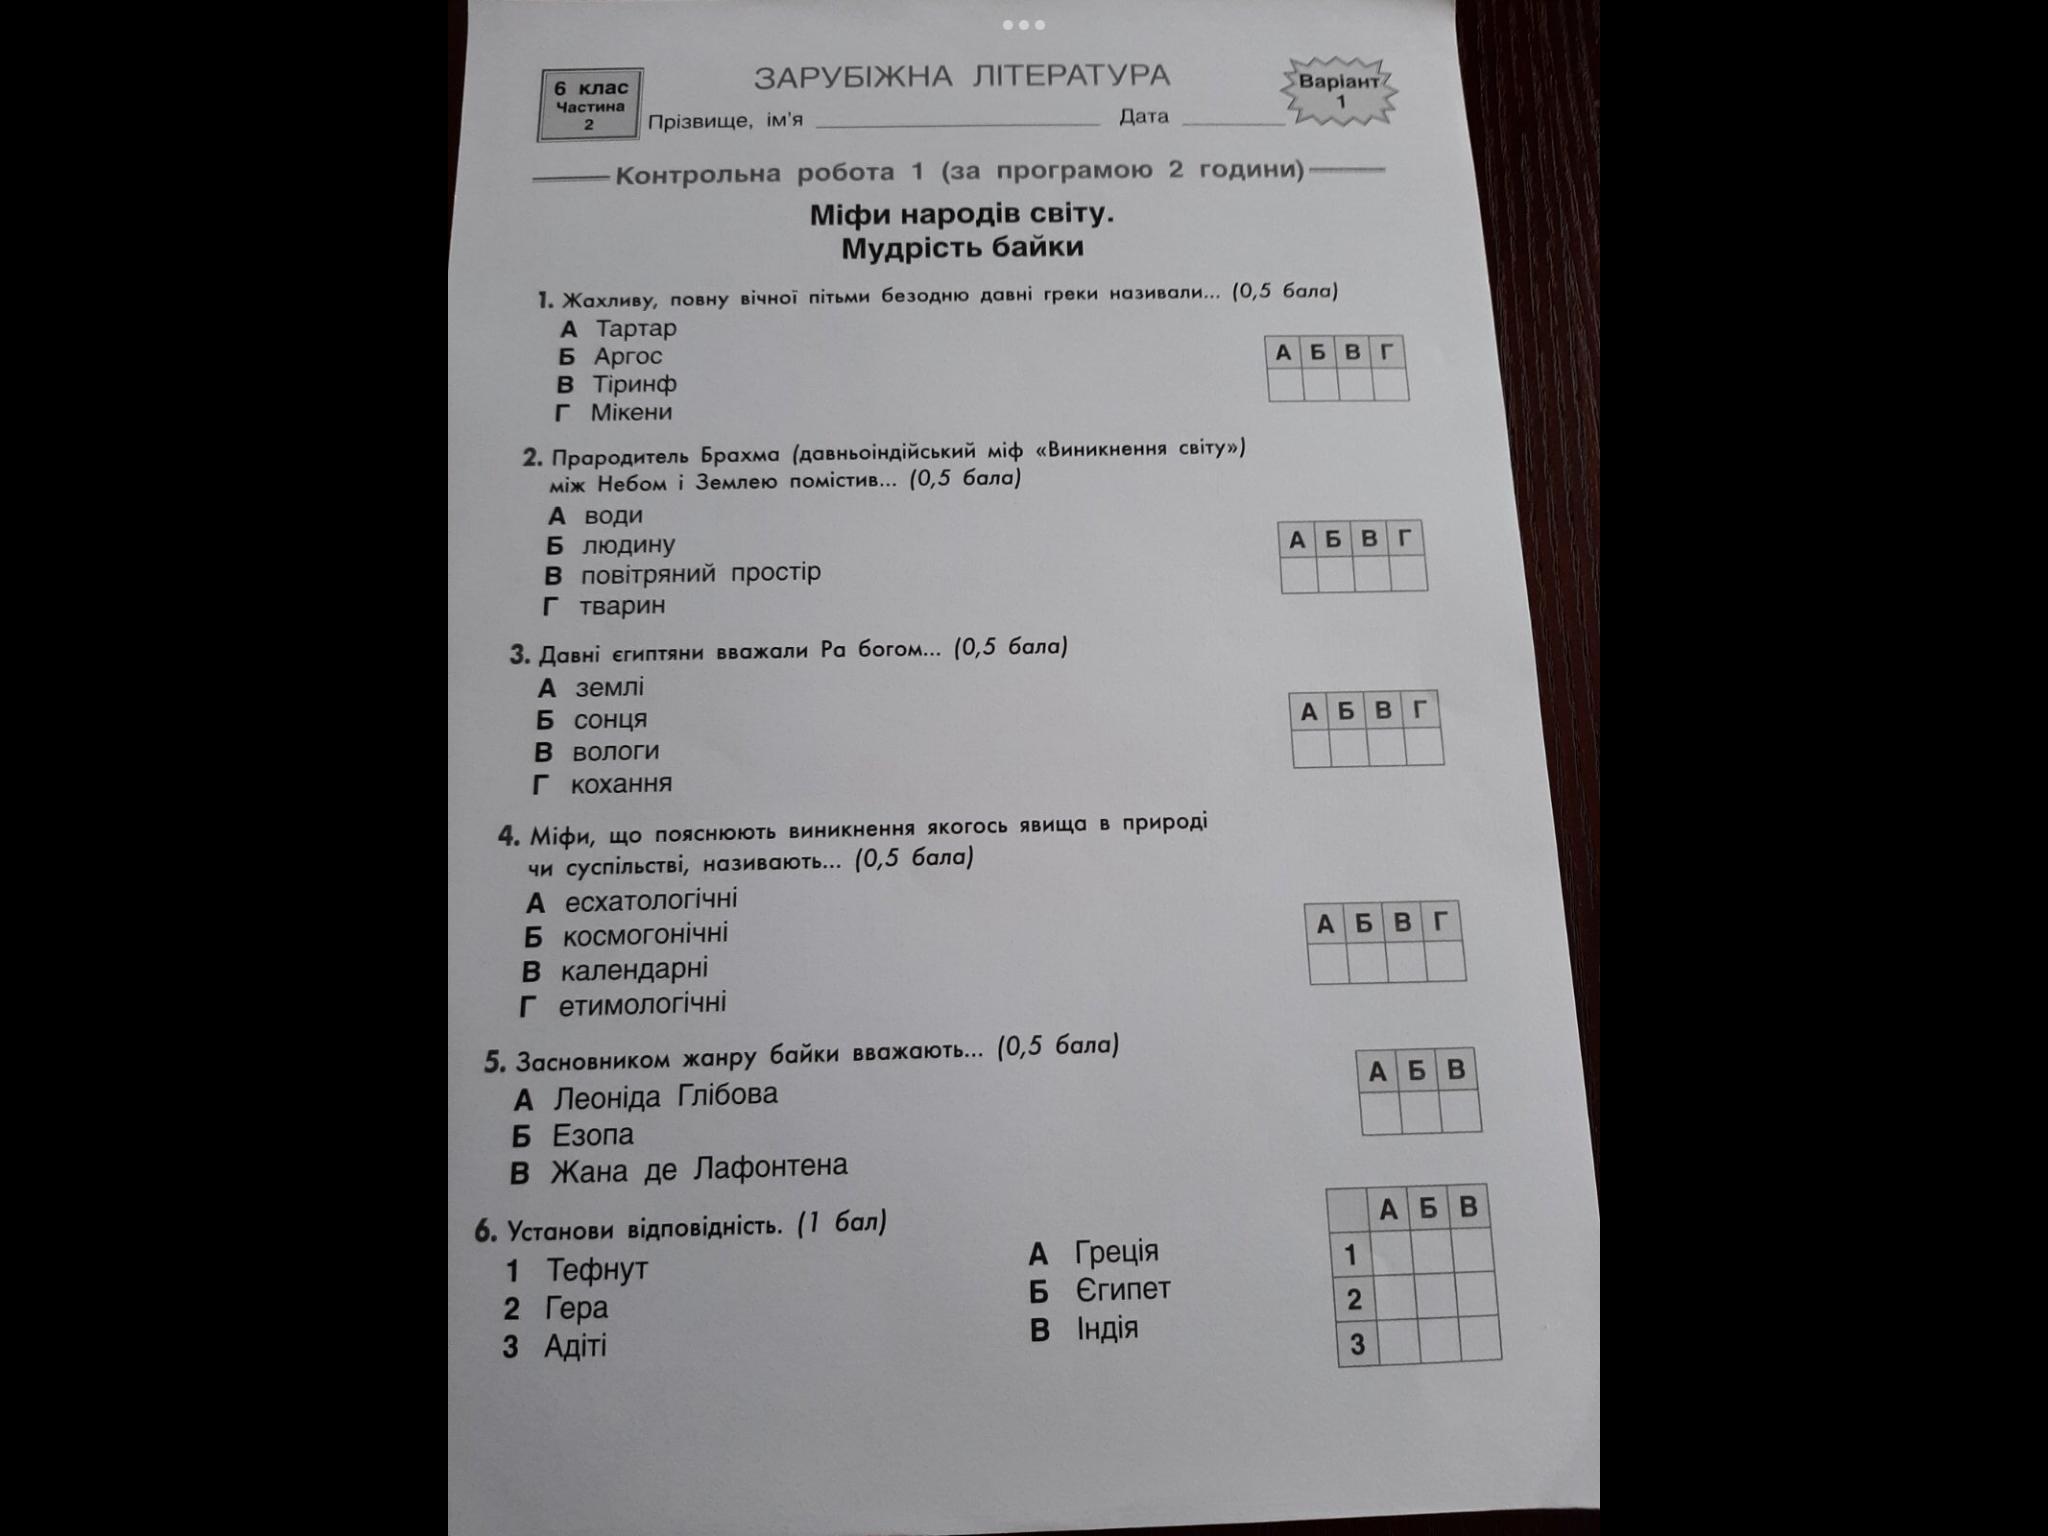 ЗАРУБІЖНА ЛІТЕРАТУРА
6 клас
Частина
2
Прізвище, ім'я ____________ Дата ______
Варіант
1
Контрольна робота 1 (за програмою 2 години)
Міфи народів світу.
Мудрість байки
1. Жахливу, повну вічної пітьми безодню давні греки називали... (0,5 бала)
А Тартар
Б Аргос
В Тіринф
Г Мікени
А Б В Г
2. Прародитель Брахма (давньоіндійський міф «Виникнення світу»)
між Небом і Землею помістив... (0,5 бала)
А води
Б людину
В повітряний простір
Г тварин
А Б В Г
3. Давні єгиптяни вважали Ра богом... (0,5 бала)
А землі
Б сонця
В вологи
Г кохання
А Б В Г
4. Міфи, що пояснюють виникнення якогось явища в природі
чи суспільстві, називають... (0,5 бала)
А есхатологічні
Б космогонічні
В календарні
Г етимологічні
А Б В Г
5. Засновником жанру байки вважають... (0,5 бала)
А Леоніда Глібова
Б Езопа
В Жана де Лафонтена
А Б В
6. Установи відповідність. (1 бал)
1 Тефнут
2 Гера
3 Адіті
А Греція
Б Єгипет
В Індія
А Б В
1
2
3